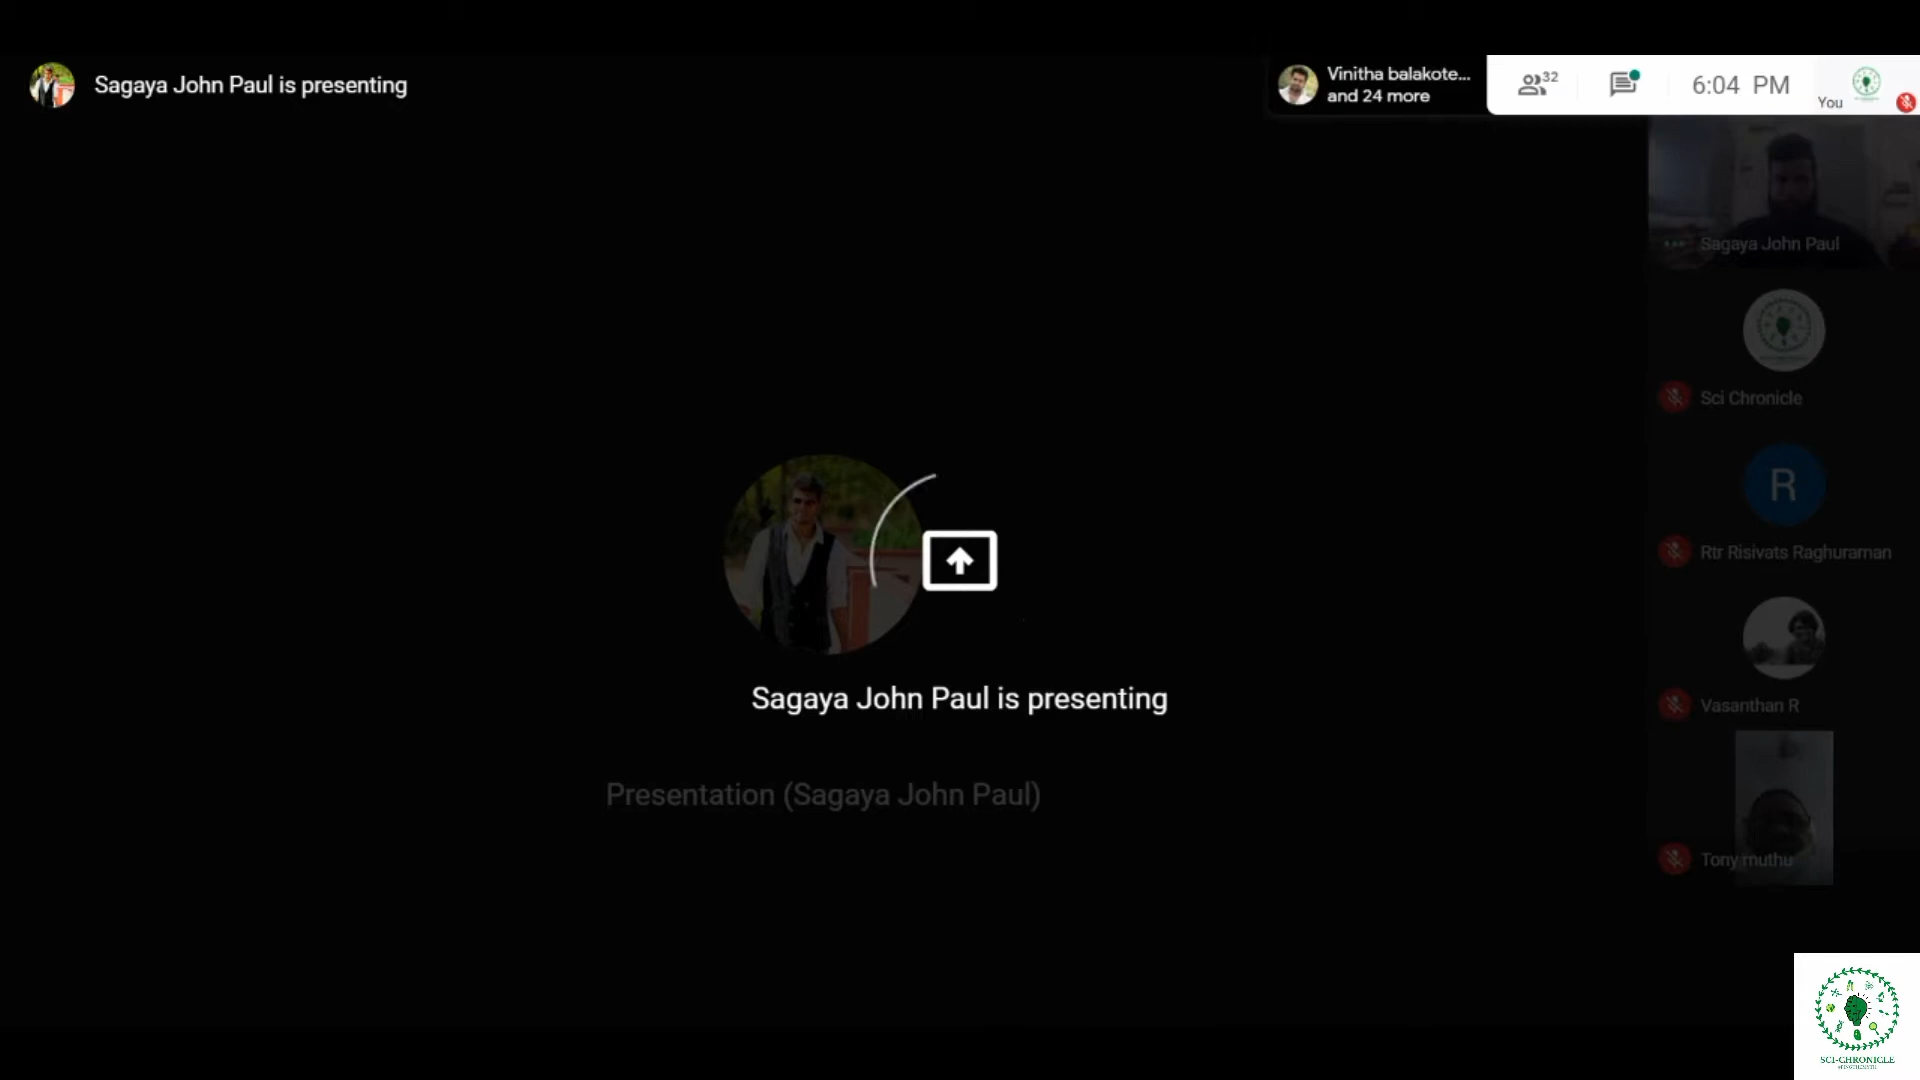 Sagaya John Paul is presenting
Vinitha balakote...
and 24 more
32
6:04 PM
You
Sagaya John Paul
Sci Chronicle
R
Rtr Risivats Raghuraman
Vasanthan R
Tony muthu
Sagaya John Paul is presenting
Presentation (Sagaya John Paul)
SCI-CHRONICLE